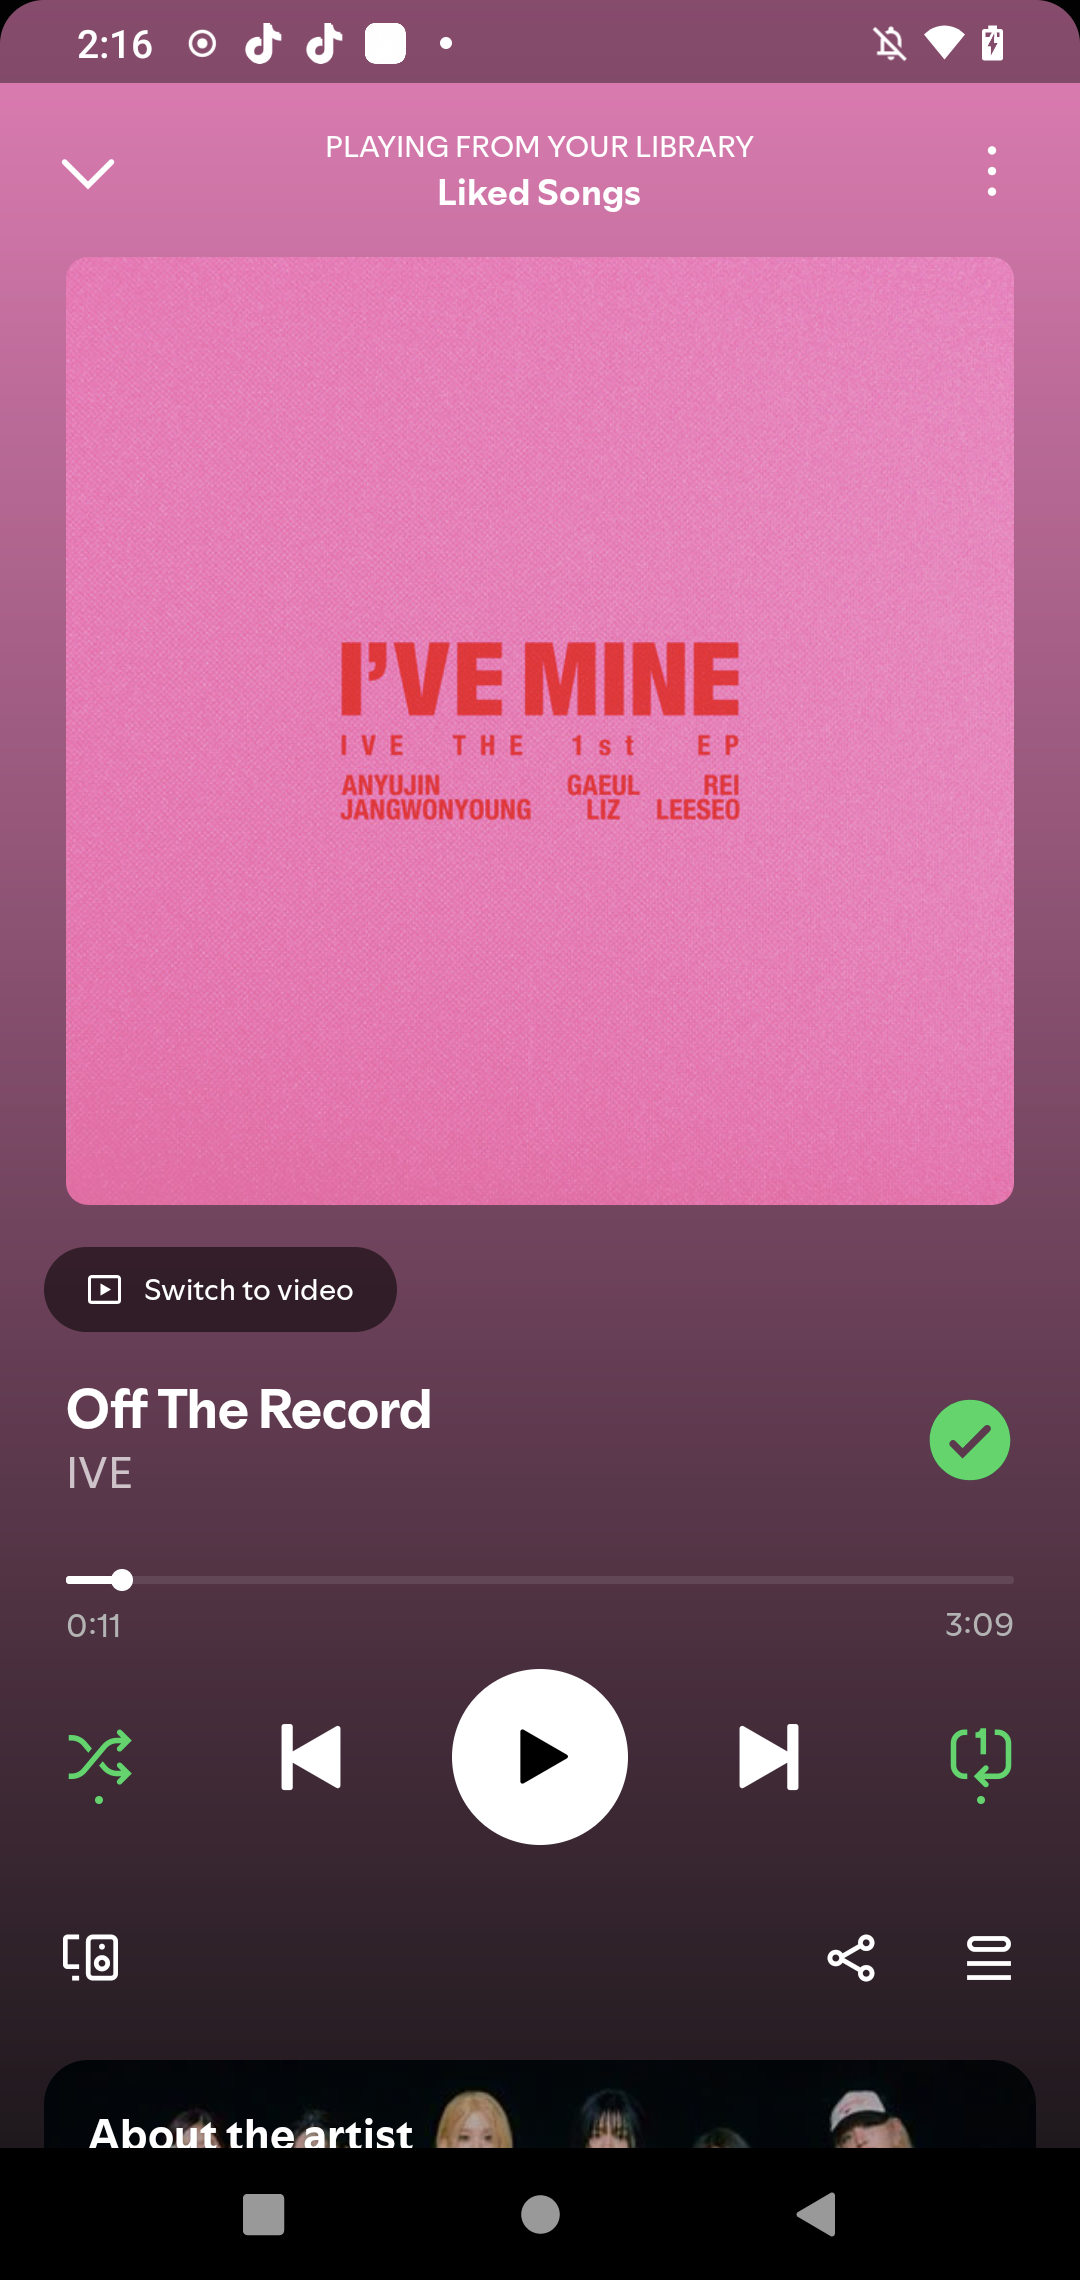 2:16
PLAYING FROM YOUR LIBRARY
Liked Songs
I'VE MINE
IVE THE 1st EP
ANYUJIN GAEUL REI
JANGWONYOUNG LIZ LEESEO
Switch to video
Off The Record
IVE
0:11 3:09
1
About the artist